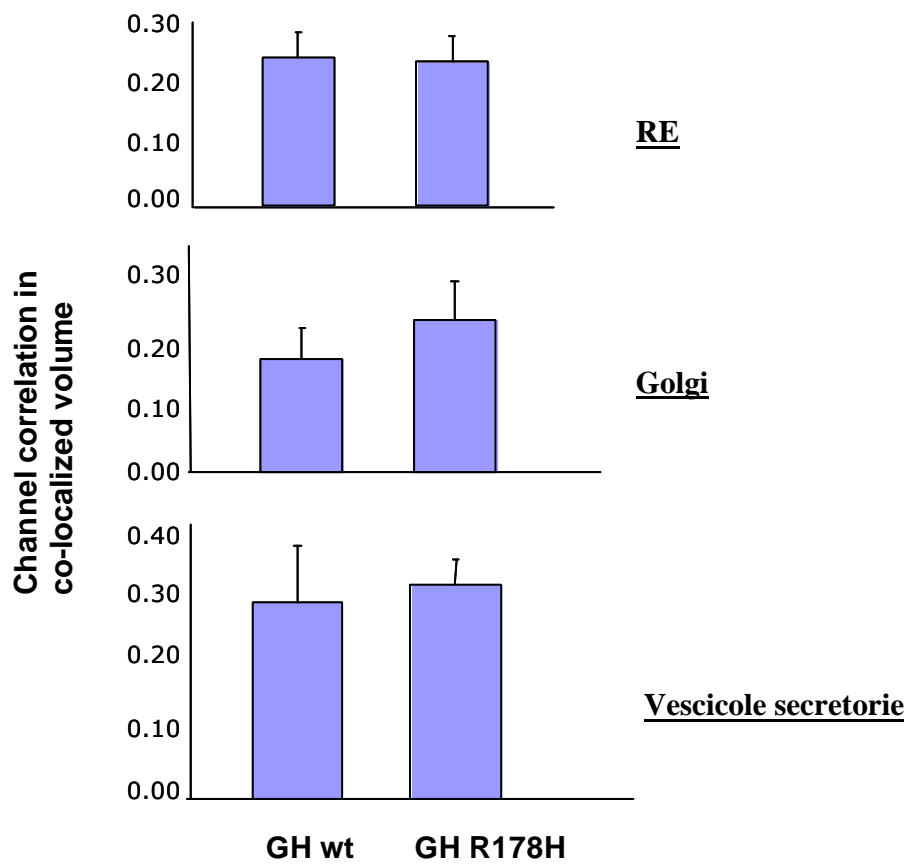 0.30
0.20
0.10
0.00
RE
Channel correlation in
co-localized volume
0.30
0.20
0.10
0.00
Golgi
0.40
0.30
0.20
0.10
0.00
Vescicole secretorie
GH wt GH R178H